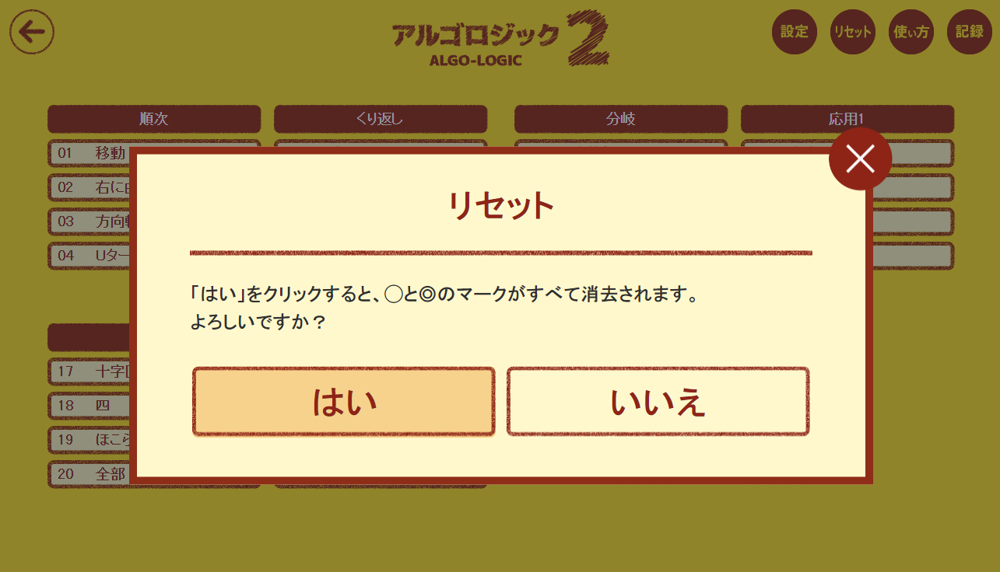 アルゴロジック2
ALGO-LOGIC
設定
リセット
使い方
記録
順次
くり返し
分岐
応用1
01 移動
02 右に
03 方向
04 Uター
リセット
「はい」をクリックすると、◯と◎のマークがすべて消去されます。
よろしいですか？
はい
いいえ
17 十字
18 四
19 ほこ
20 全部